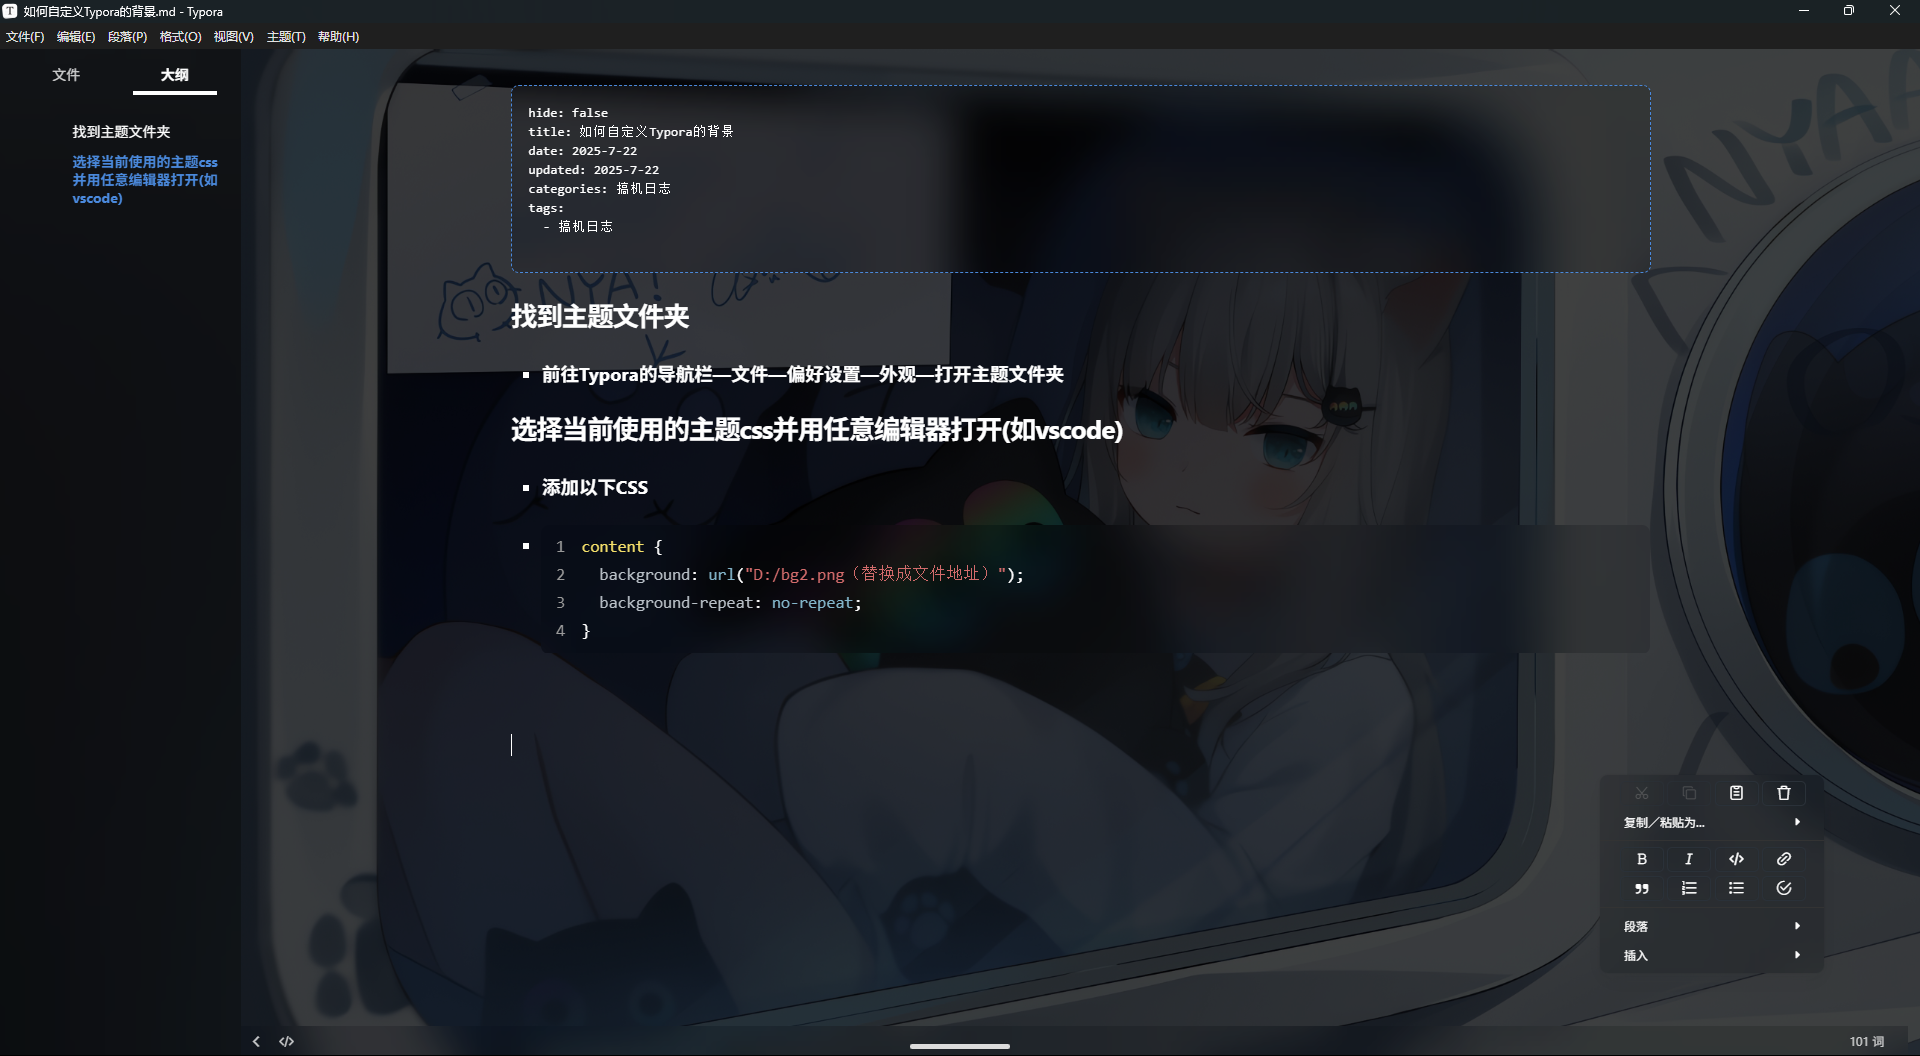 如何自定义Typora的背景.md - Typora
文件(F) 编辑(E) 段落(P) 格式(O) 视图(V) 主题(T) 帮助(H)
文件 大纲
找到主题文件夹
选择当前使用的主题css
并用任意编辑器打开(如
vscode)
hide: false
title: 如何自定义Typora的背景
date: 2025-7-22
updated: 2025-7-22
categories: 搞机日志
tags:
- 搞机日志
NYA!
NYAA
找到主题文件夹
前往Typora的导航栏—文件—偏好设置—外观—打开主题文件夹
选择当前使用的主题css并用任意编辑器打开(如vscode)
添加以下CSS
1 content {
2 background: url("D:/bg2.png（替换成文件地址）");
3 background-repeat: no-repeat;
4 }
复制／粘贴为...
B I
段落
插入
101 词